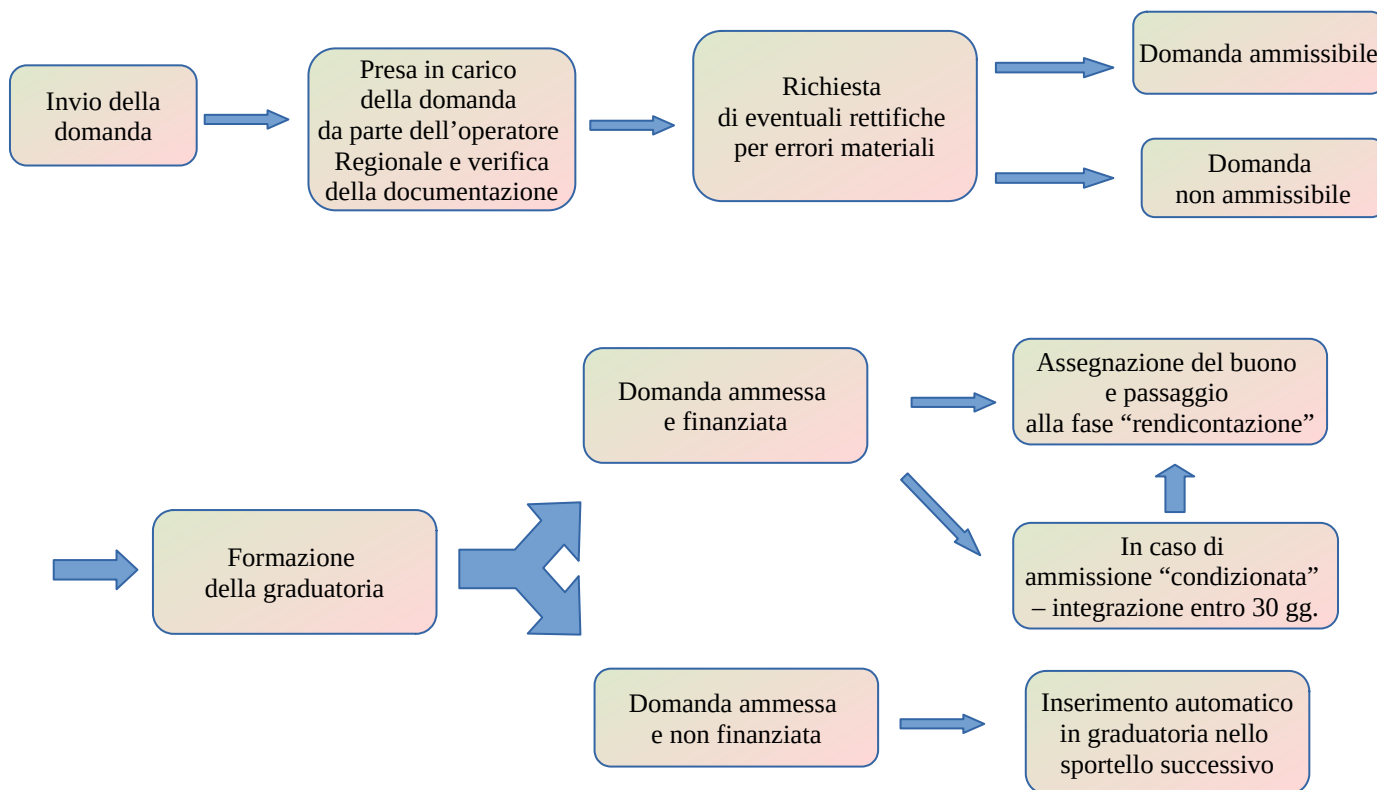 Invio della
domanda
Presa in carico
della domanda
da parte dell’operatore
Regionale e verifica
della documentazione
Richiesta
di eventuali rettifiche
per errori materiali
Domanda ammissibile
Domanda
non ammissibile
Formazione
della graduatoria
Domanda ammessa
e finanziata
Assegnazione del buono
e passaggio
alla fase “rendicontazione”
In caso di
ammissione “condizionata”
– integrazione entro 30 gg.
Domanda ammessa
e non finanziata
Inserimento automatico
in graduatoria nello
sportello successivo